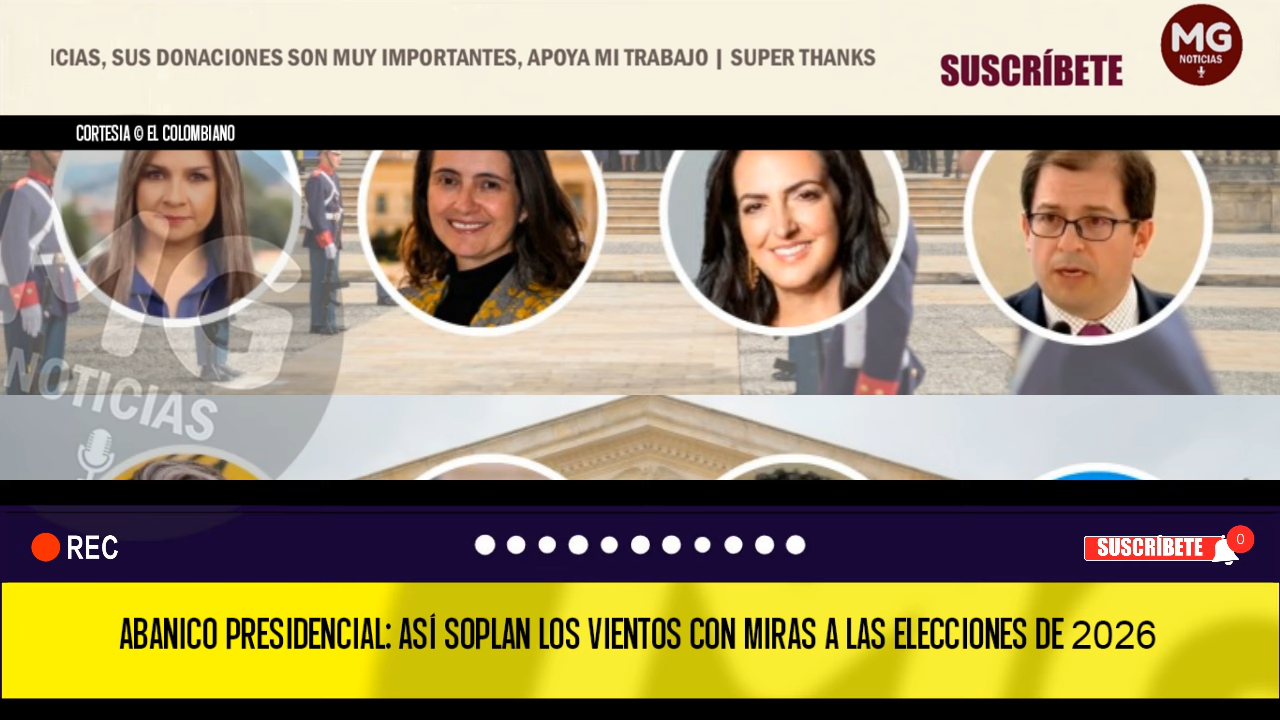 ICIAS, SUS DONACIONES SON MUY IMPORTANTES, APOYA MI TRABAJO | SUPER THANKS
SUSCRÍBETE
MG
NOTICIAS
CORTESIA © EL COLOMBIANO
MG
NOTICIAS
REC
SUSCRÍBETE
0
ABANICO PRESIDENCIAL: ASÍ SOPLAN LOS VIENTOS CON MIRAS A LAS ELECCIONES DE 2026